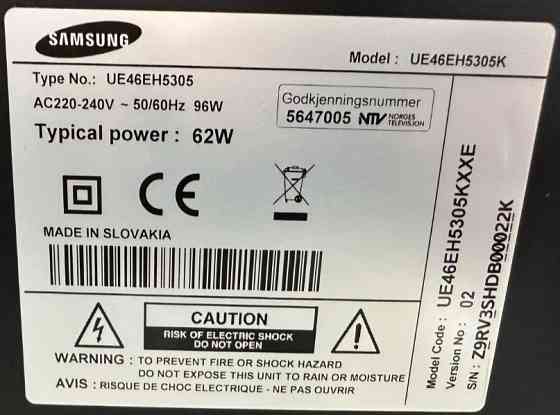 SAMSUNG
Model : UE46EH5305K
Type No.: UE46EH5305
AC220-240V ~ 50/60Hz 96W
Typical power : 62W
Godkjenningsnummer
5647005 NTV NORGES TELEVISION
CE
MADE IN SLOVAKIA
CAUTION
RISK OF ELECTRIC SHOCK
DO NOT OPEN
WARNING : TO PREVENT FIRE OR SHOCK HAZARD
DO NOT EXPOSE THIS UNIT TO RAIN OR MOISTURE
AVIS : RISQUE DE CHOC ELECTRIQUE - NE PAS OUVRIR
Model Code : UE46EH5305KXXE
Version No : 02
S/N : Z9RV3SHDB00022K